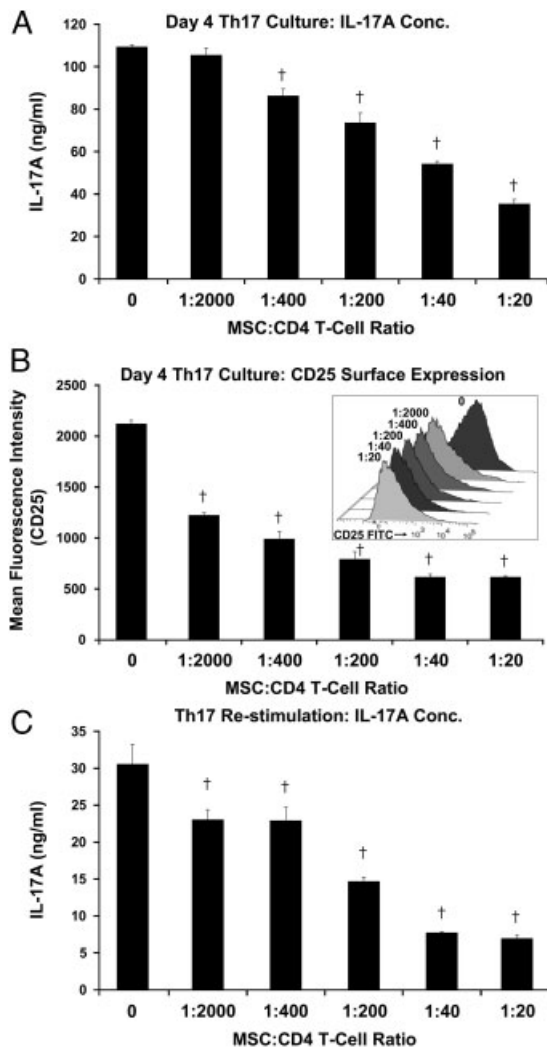 A
Day 4 Th17 Culture: IL-17A Conc.
IL-17A (ng/ml)
120
100
80
60
40
20
0
†
†
†
†
0 1:2000 1:400 1:200 1:40 1:20
MSC:CD4 T-Cell Ratio
B
Day 4 Th17 Culture: CD25 Surface Expression
Mean Fluorescence Intensity
(CD25)
2500
2000
1500
1000
500
0
†
†
†
†
†
0
1:2000
1:400
1:200
1:40
1:20
CD25 FITC → 10³ 10⁴ 10⁵
0 1:2000 1:400 1:200 1:40 1:20
MSC:CD4 T-Cell Ratio
C
Th17 Re-stimulation: IL-17A Conc.
IL-17A (ng/ml)
35
30
25
20
15
10
5
0
†
†
†
†
†
0 1:2000 1:400 1:200 1:40 1:20
MSC:CD4 T-Cell Ratio